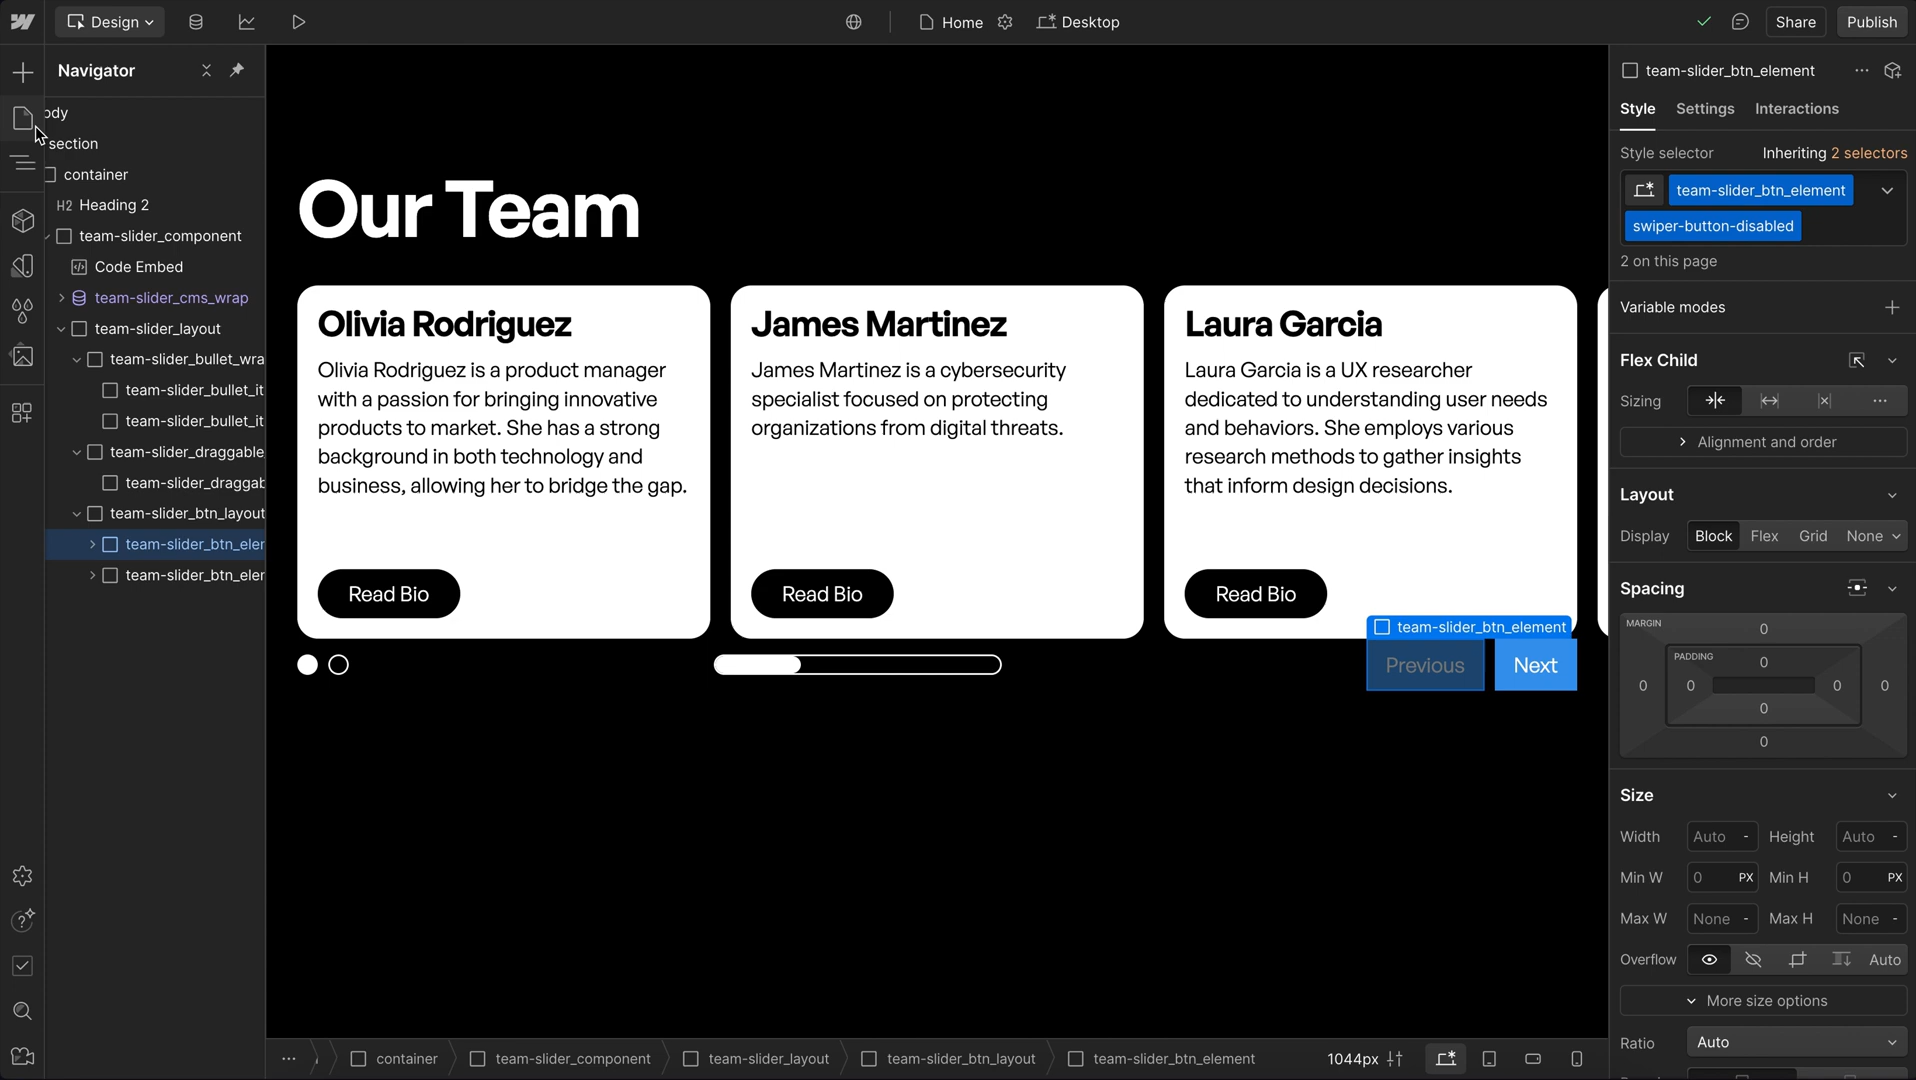 Design
Home
Desktop
Share
Publish
Navigator
ody
section
container
H2 Heading 2
team-slider_component
Code Embed
team-slider_cms_wrap
team-slider_layout
team-slider_bullet_wra
team-slider_bullet_it
team-slider_bullet_it
team-slider_draggable
team-slider_draggab
team-slider_btn_layout
team-slider_btn_eler
team-slider_btn_eler
Our Team
Olivia Rodriguez
Olivia Rodriguez is a product manager
with a passion for bringing innovative
products to market. She has a strong
background in both technology and
business, allowing her to bridge the gap.
Read Bio
James Martinez
James Martinez is a cybersecurity
specialist focused on protecting
organizations from digital threats.
Read Bio
Laura Garcia
Laura Garcia is a UX researcher
dedicated to understanding user needs
and behaviors. She employs various
research methods to gather insights
that inform design decisions.
Read Bio
team-slider_btn_element
Previous
Next
container
team-slider_component
team-slider_layout
team-slider_btn_layout
team-slider_btn_element
1044px
team-slider_btn_element
Style Settings Interactions
Style selector Inheriting 2 selectors
team-slider_btn_element
swiper-button-disabled
2 on this page
Variable modes
Flex Child
Sizing
Alignment and order
Layout
Display Block Flex Grid None
Spacing
MARGIN 0
PADDING 0
0 0 0 0
0
0
Size
Width Auto - Height Auto -
Min W 0 PX Min H 0 PX
Max W None - Max H None -
Overflow Auto
More size options
Ratio Auto